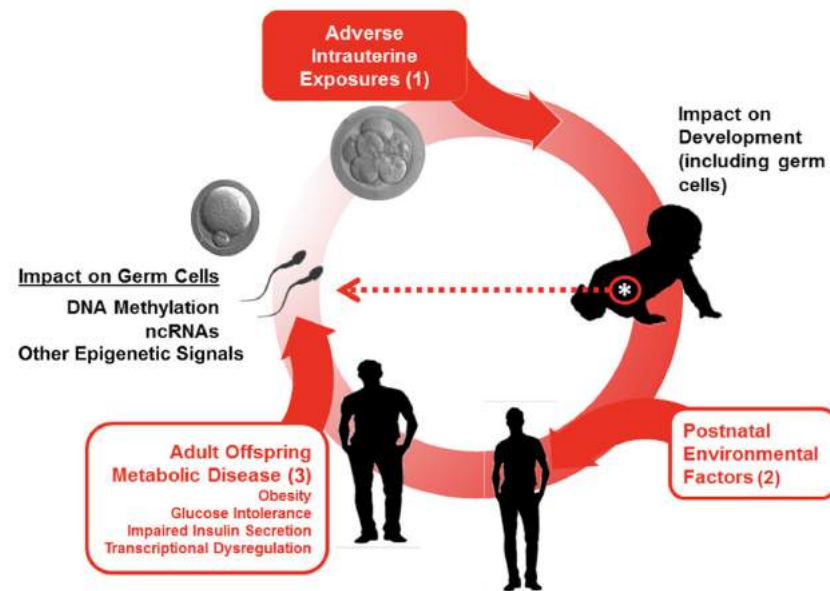 Adverse
Intrauterine
Exposures (1)
Impact on
Development
(including germ
cells)
*
Impact on Germ Cells
DNA Methylation
ncRNAs
Other Epigenetic Signals
Adult Offspring
Metabolic Disease (3)
Obesity
Glucose Intolerance
Impaired Insulin Secretion
Transcriptional Dysregulation
Postnatal
Environmental
Factors (2)